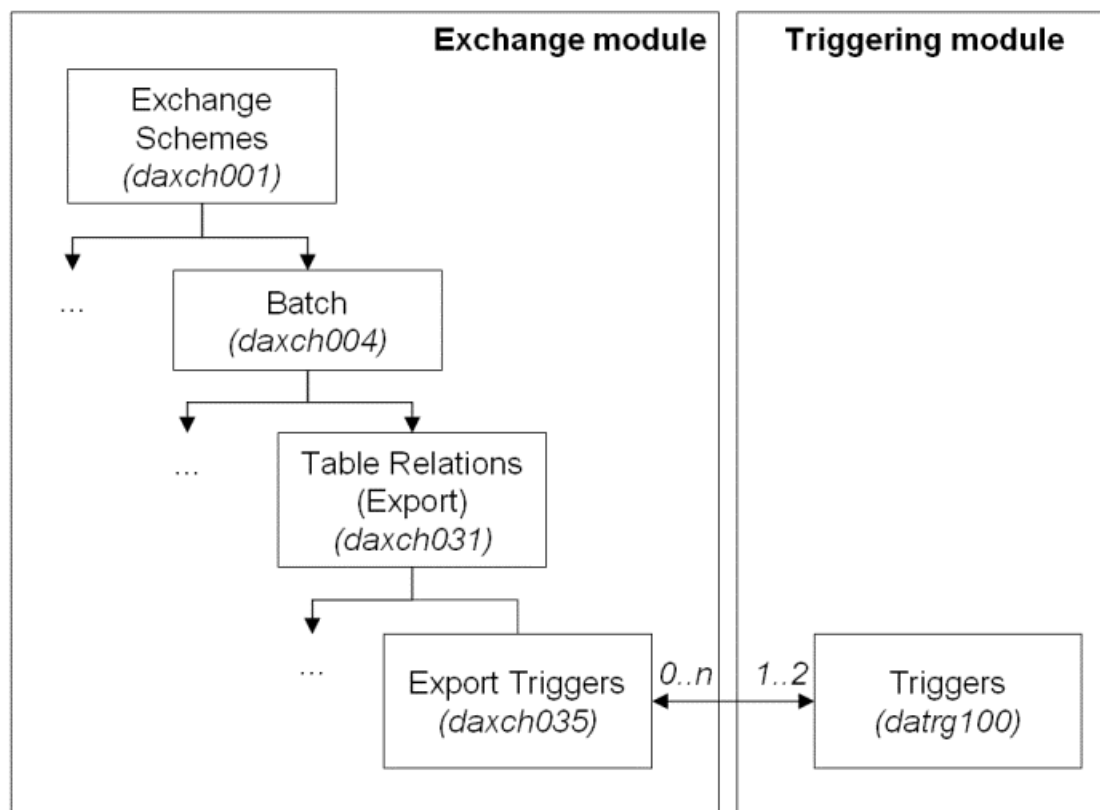 Exchange module
Triggering module
Exchange
Schemes
(daxch001)
...
Batch
(daxch004)
...
Table Relations
(Export)
(daxch031)
...
Export Triggers
(daxch035)
0..n
1..2
Triggers
(datrg100)